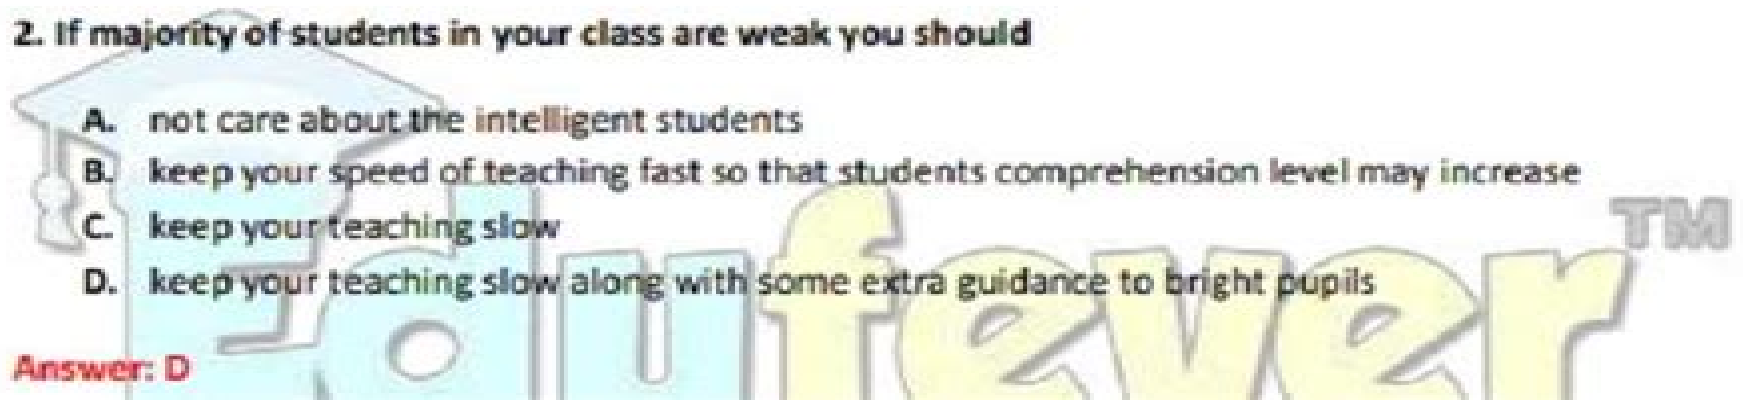 2. If majority of students in your class are weak you should
A. not care about the intelligent students
B. keep your speed of teaching fast so that students comprehension level may increase
C. keep your teaching slow
D. keep your teaching slow along with some extra guidance to bright pupils
Answer: D
Edufever TM